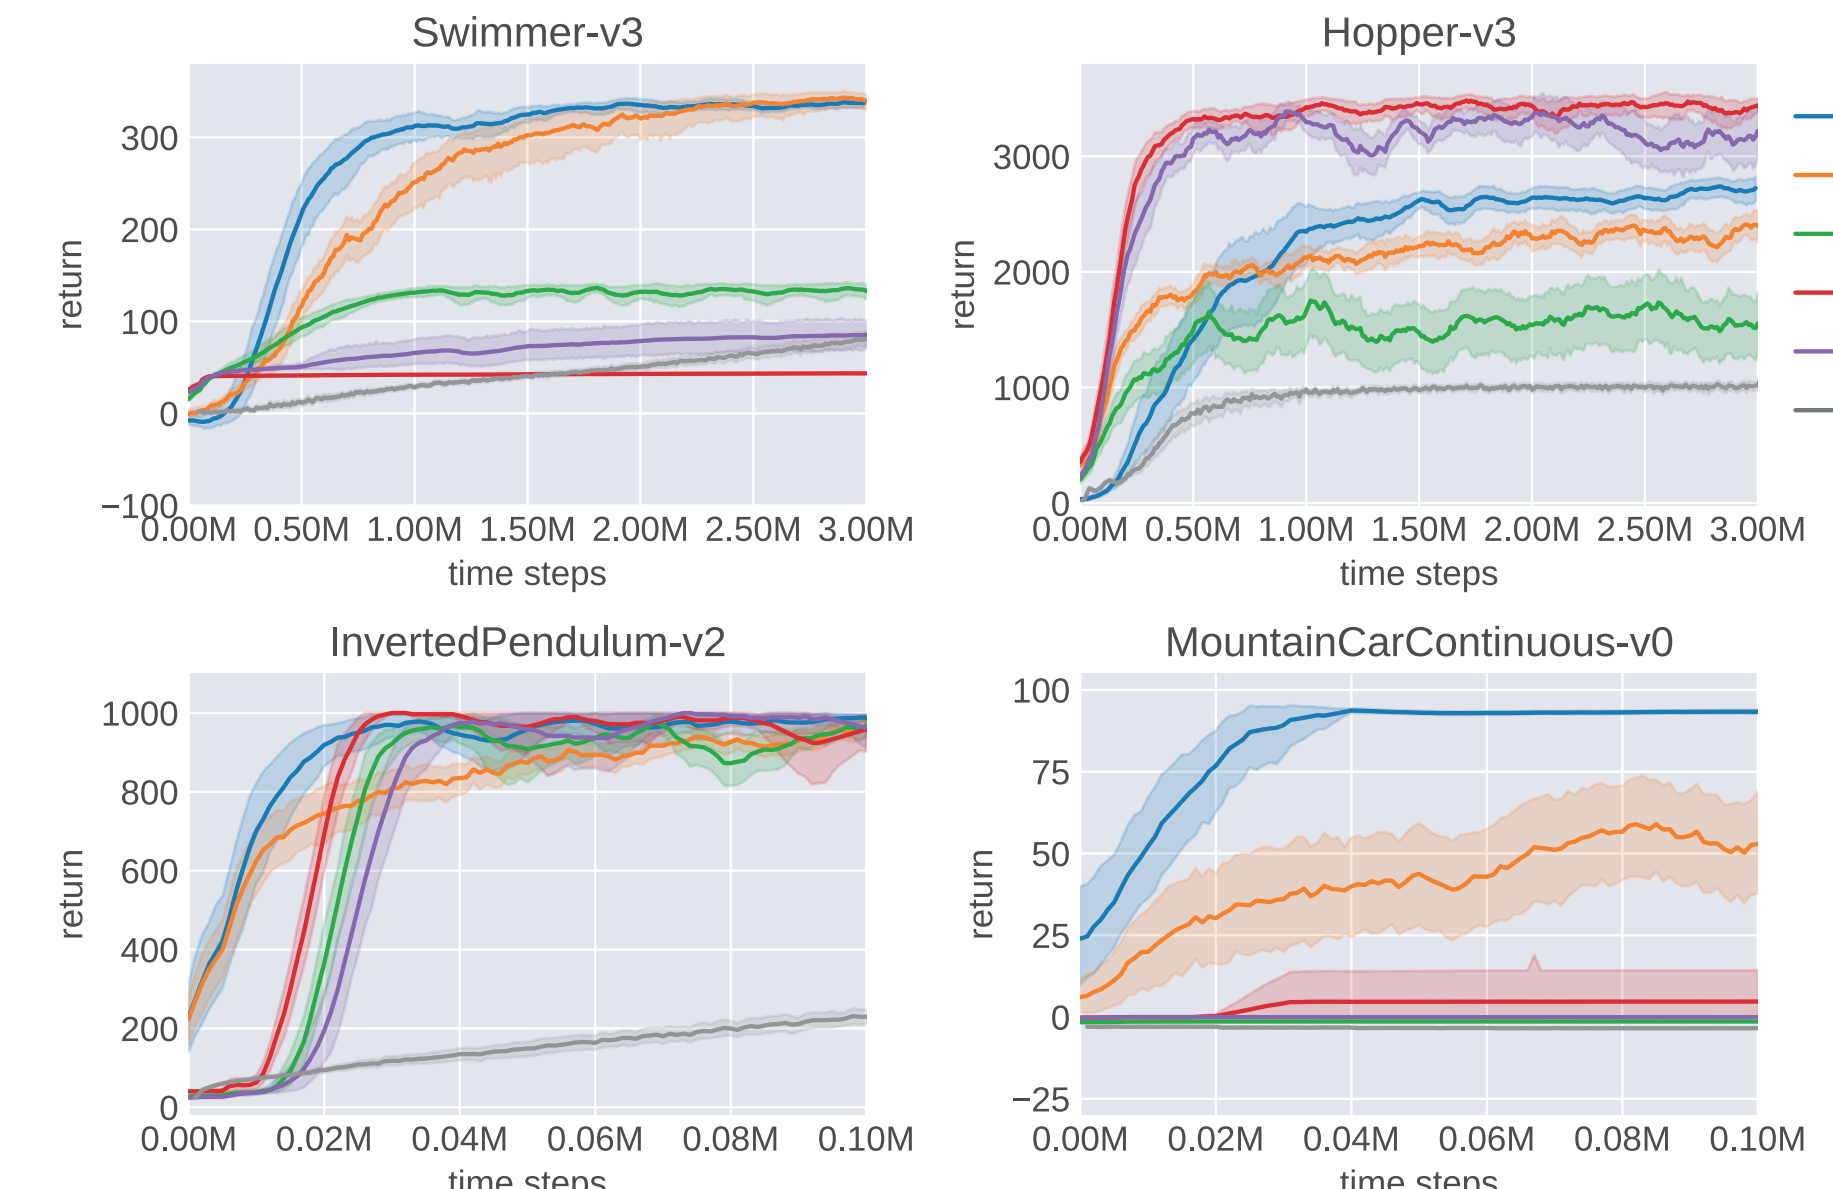 Swimmer-v3
300
200
100
0
−100
return
0.00M 0.50M 1.00M 1.50M 2.00M 2.50M 3.00M
time steps
Hopper-v3
3000
2000
1000
0
return
0.00M 0.50M 1.00M 1.50M 2.00M 2.50M 3.00M
time steps
InvertedPendulum-v2
1000
800
600
400
200
0
return
0.00M 0.02M 0.04M 0.06M 0.08M 0.10M
time steps
MountainCarContinuous-v0
100
75
50
25
0
−25
return
0.00M 0.02M 0.04M 0.06M 0.08M 0.10M
time steps